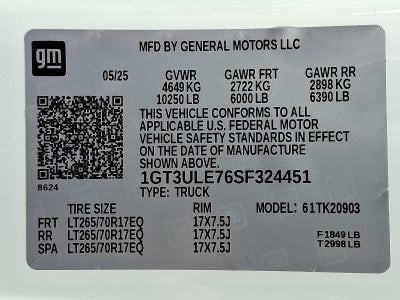 gm
MFD BY GENERAL MOTORS LLC
05/25 GVWR GAWR FRT GAWR RR
4649 KG 2722 KG 2898 KG
10250 LB 6000 LB 6390 LB
THIS VEHICLE CONFORMS TO ALL
APPLICABLE U.S. FEDERAL MOTOR
VEHICLE SAFETY STANDARDS IN EFFECT
ON THE DATE OF MANUFACTURE
SHOWN ABOVE.
8624
1GT3ULE76SF324451
TYPE: TRUCK
TIRE SIZE RIM MODEL: 61TK20903
FRT LT265/70R17EQ 17X7.5J
RR LT265/70R17EQ 17X7.5J F 1849 LB
SPA LT265/70R17EQ 17X7.5J T 2998 LB